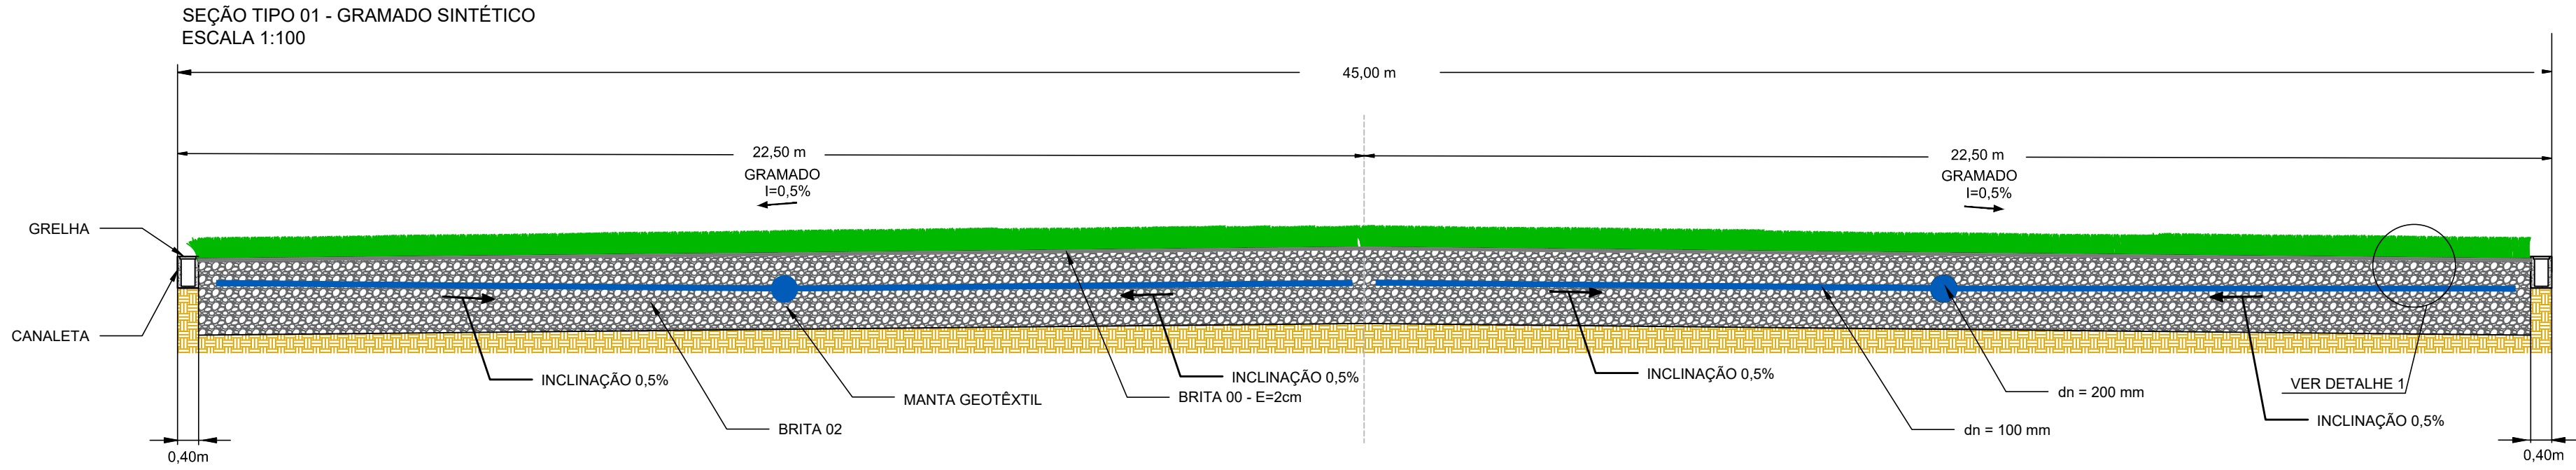 SEÇÃO TIPO 01 - GRAMADO SINTÉTICO
ESCALA 1:100
45,00 m
22,50 m
GRAMADO
I=0,5%
22,50 m
GRAMADO
I=0,5%
GRELHA
CANALETA
INCLINAÇÃO 0,5%
BRITA 02
MANTA GEOTÊXTIL
INCLINAÇÃO 0,5%
BRITA 00 - E=2cm
INCLINAÇÃO 0,5%
dn = 200 mm
dn = 100 mm
VER DETALHE 1
INCLINAÇÃO 0,5%
0,40m
0,40m